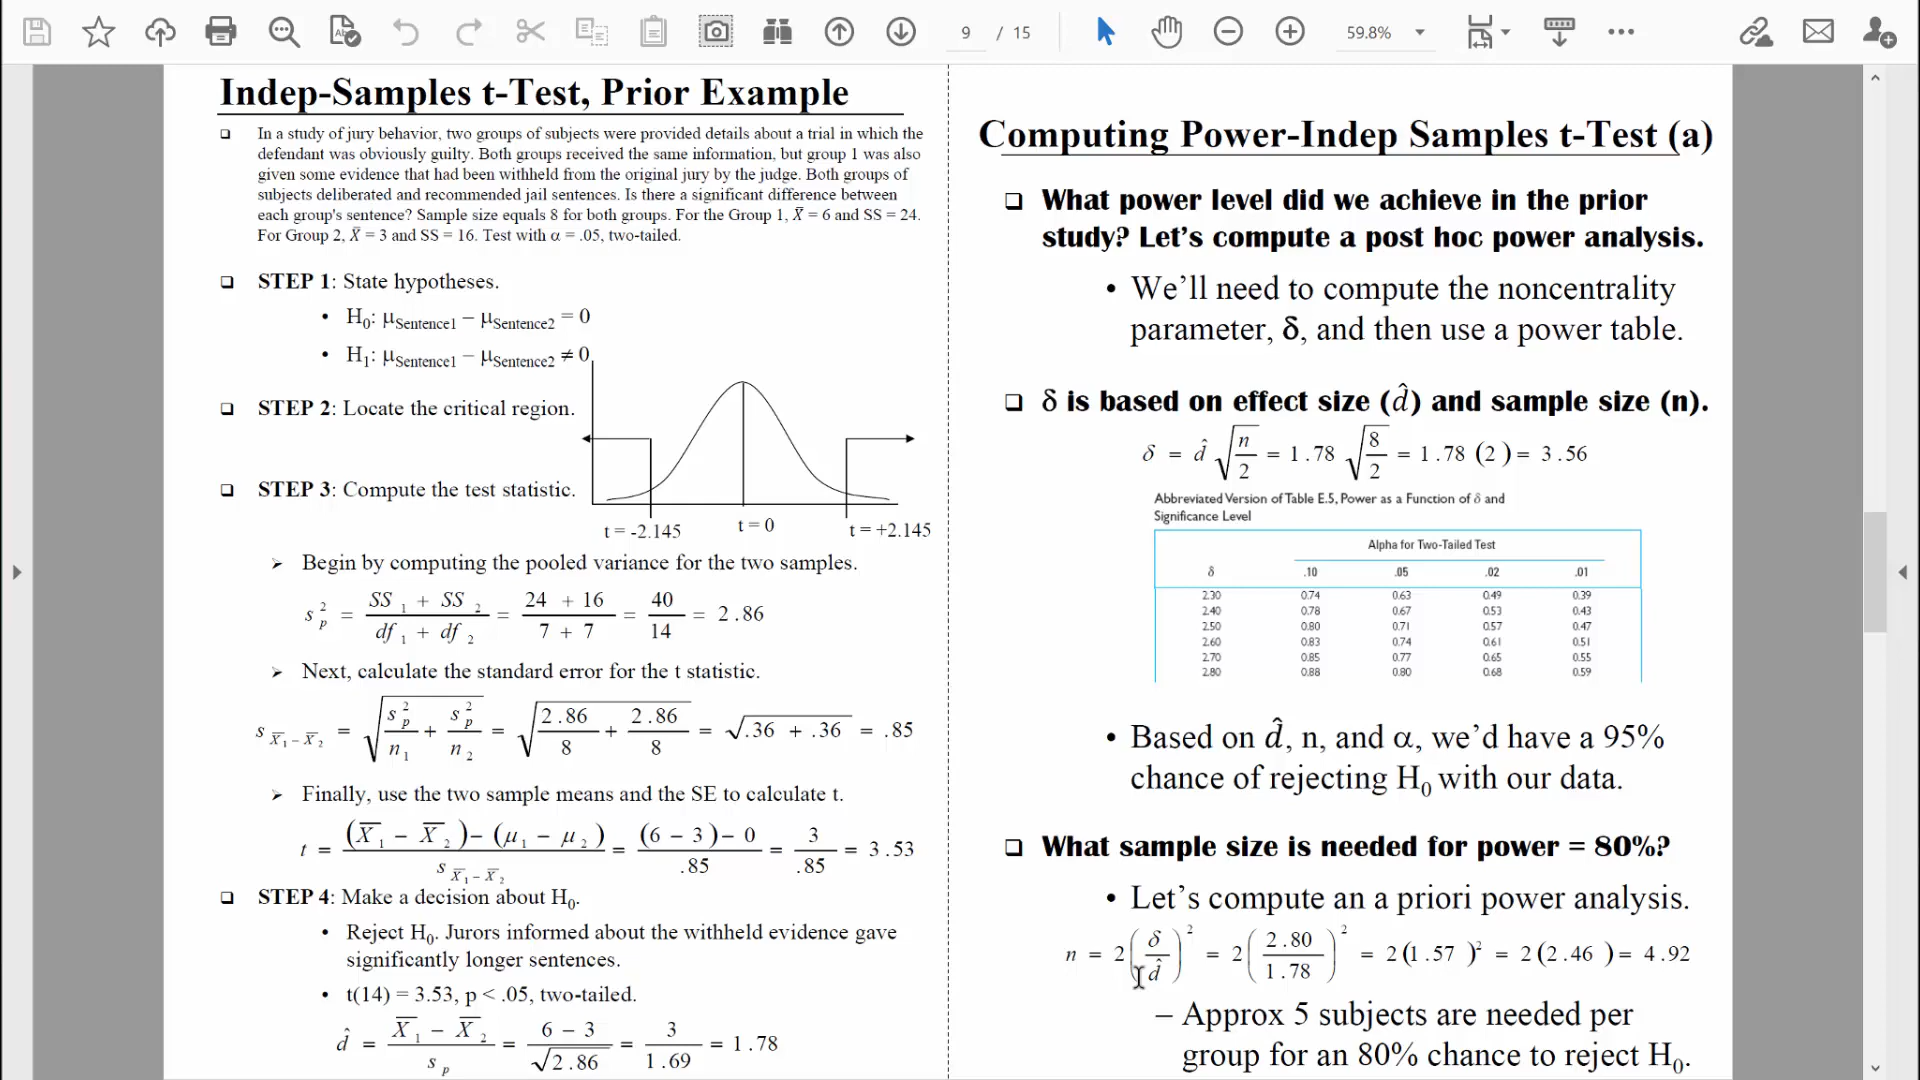 9 / 15
59.8%
Indep-Samples t-Test, Prior Example
❑ In a study of jury behavior, two groups of subjects were provided details about a trial in which the
defendant was obviously guilty. Both groups received the same information, but group 1 was also
given some evidence that had been withheld from the original jury by the judge. Both groups of
subjects deliberated and recommended jail sentences. Is there a significant difference between
each group's sentence? Sample size equals 8 for both groups. For the Group 1, X̅ = 6 and SS = 24.
For Group 2, X̅ = 3 and SS = 16. Test with α = .05, two-tailed.
❑ STEP 1: State hypotheses.
• H₀: μSentence1 − μSentence2 = 0
• H₁: μSentence1 − μSentence2 ≠ 0
❑ STEP 2: Locate the critical region.
❑ STEP 3: Compute the test statistic.
t = -2.145 t = 0 t = +2.145
➢ Begin by computing the pooled variance for the two samples.
s²p = (SS₁ + SS₂)/(df₁ + df₂) = (24 + 16)/(7 + 7) = 40/14 = 2.86
➢ Next, calculate the standard error for the t statistic.
s X̅₁−X̅₂ = √(s²p/n₁ + s²p/n₂) = √(2.86/8 + 2.86/8) = √.36 + .36 = .85
➢ Finally, use the two sample means and the SE to calculate t.
t = ((X̅₁ − X̅₂) − (μ₁ − μ₂))/(s X̅₁−X̅₂) = ((6 − 3) − 0)/.85 = 3/.85 = 3.53
❑ STEP 4: Make a decision about H₀.
• Reject H₀. Jurors informed about the withheld evidence gave
significantly longer sentences.
• t(14) = 3.53, p < .05, two-tailed.
d̂ = (X̅₁ − X̅₂)/sp = (6 − 3)/√2.86 = 3/1.69 = 1.78
Computing Power-Indep Samples t-Test (a)
❑ What power level did we achieve in the prior
study? Let's compute a post hoc power analysis.
• We'll need to compute the noncentrality
parameter, δ, and then use a power table.
❑ δ is based on effect size (d̂) and sample size (n).
δ = d̂ √(n/2) = 1.78 √(8/2) = 1.78 (2) = 3.56
Abbreviated Version of Table E.5, Power as a Function of δ and
Significance Level
Alpha for Two-Tailed Test
δ .10 .05 .02 .01
2.30 0.74 0.63 0.49 0.39
2.40 0.78 0.67 0.53 0.43
2.50 0.80 0.71 0.57 0.47
2.60 0.83 0.74 0.61 0.51
2.70 0.85 0.77 0.65 0.55
2.80 0.88 0.80 0.68 0.59
• Based on d̂, n, and α, we'd have a 95%
chance of rejecting H₀ with our data.
❑ What sample size is needed for power = 80%?
• Let's compute an a priori power analysis.
n = 2(δ/d̂)² = 2(2.80/1.78)² = 2(1.57)² = 2(2.46) = 4.92
– Approx 5 subjects are needed per
group for an 80% chance to reject H₀.